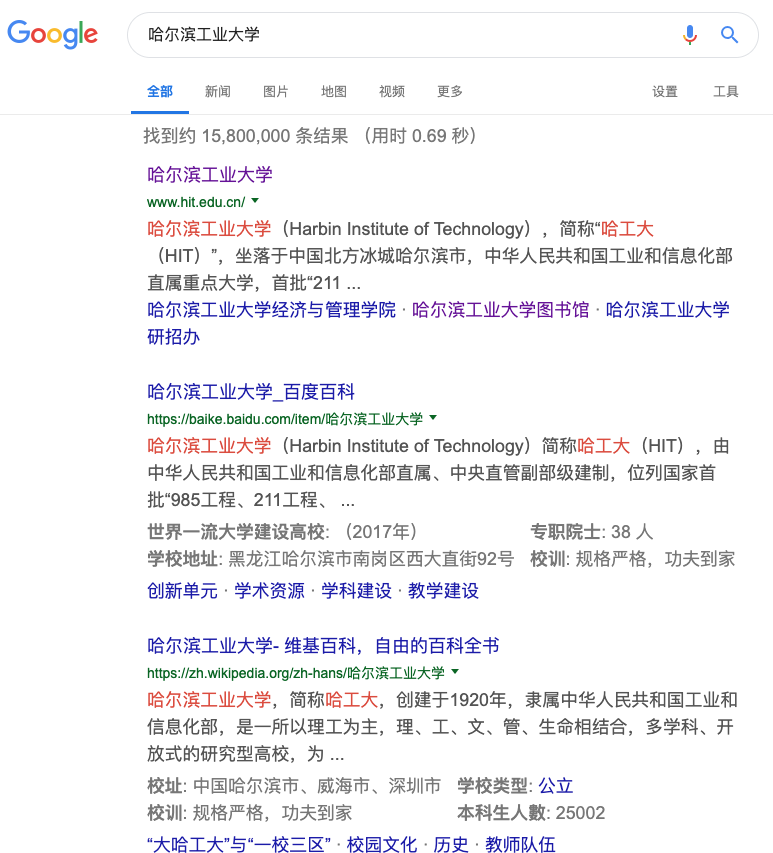 Google 哈尔滨工业大学
全部 新闻 图片 地图 视频 更多 设置 工具
找到约 15,800,000 条结果 （用时 0.69 秒）
哈尔滨工业大学
www.hit.edu.cn/
哈尔滨工业大学（Harbin Institute of Technology），简称“哈工大
（HIT）”，坐落于中国北方冰城哈尔滨市，中华人民共和国工业和信息化部
直属重点大学，首批“211 ...
哈尔滨工业大学经济与管理学院 · 哈尔滨工业大学图书馆 · 哈尔滨工业大学
研招办
哈尔滨工业大学_百度百科
https://baike.baidu.com/item/哈尔滨工业大学
哈尔滨工业大学（Harbin Institute of Technology）简称哈工大（HIT），由
中华人民共和国工业和信息化部直属、中央直管副部级建制，位列国家首
批“985工程、211工程、 ...
世界一流大学建设高校: （2017年） 专职院士: 38 人
学校地址: 黑龙江哈尔滨市南岗区西大直街92号 校训: 规格严格，功夫到家
创新单元 · 学术资源 · 学科建设 · 教学建设
哈尔滨工业大学- 维基百科，自由的百科全书
https://zh.wikipedia.org/zh-hans/哈尔滨工业大学
哈尔滨工业大学，简称哈工大，创建于1920年，隶属中华人民共和国工业和
信息化部，是一所以理工为主，理、工、文、管、生命相结合，多学科、开
放式的研究型高校，为 ...
校址: 中国哈尔滨市、威海市、深圳市 学校类型: 公立
校训: 规格严格，功夫到家 本科生人數: 25002
“大哈工大”与“一校三区” · 校园文化 · 历史 · 教师队伍